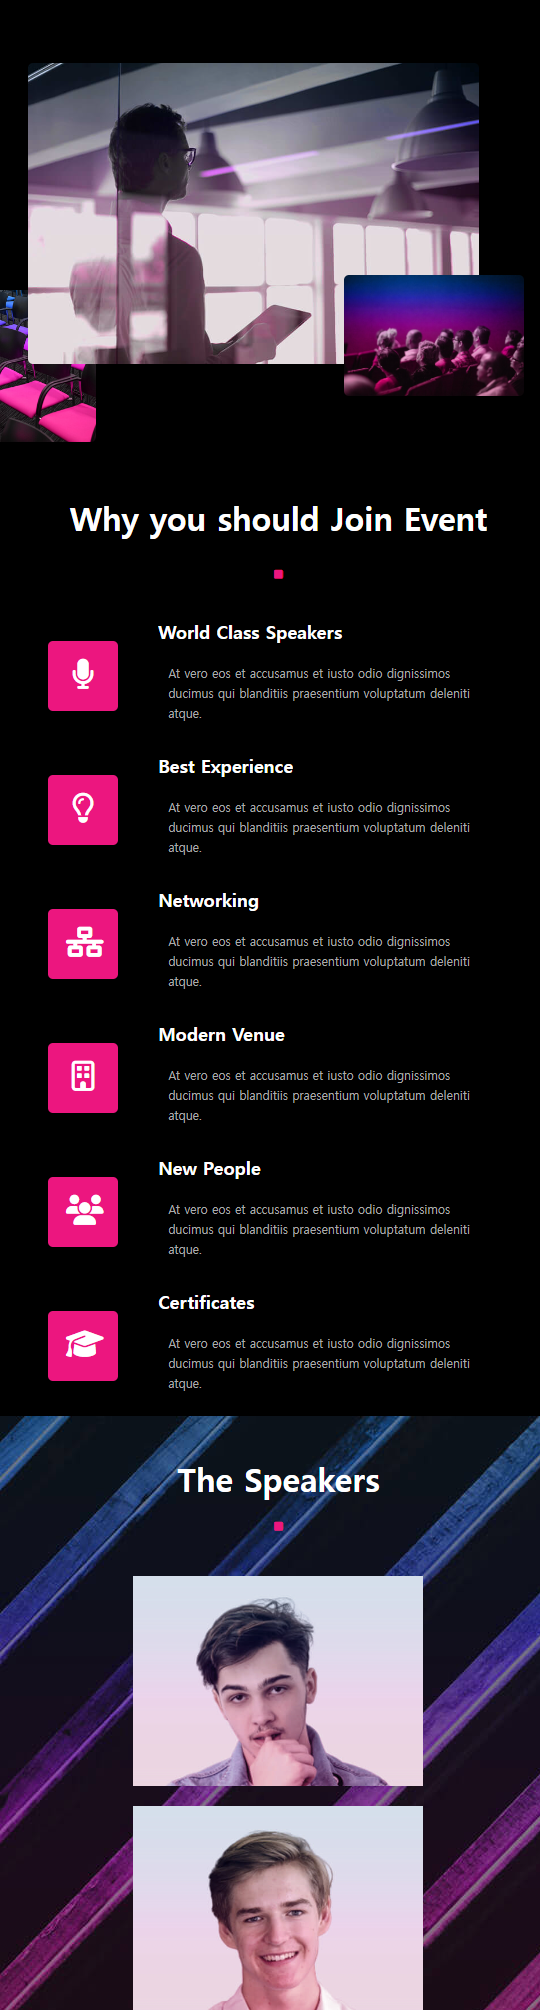 Why you should Join Event
World Class Speakers
At vero eos et accusamus et iusto odio dignissimos
ducimus qui blanditiis praesentium voluptatum deleniti
atque.
Best Experience
At vero eos et accusamus et iusto odio dignissimos
ducimus qui blanditiis praesentium voluptatum deleniti
atque.
Networking
At vero eos et accusamus et iusto odio dignissimos
ducimus qui blanditiis praesentium voluptatum deleniti
atque.
Modern Venue
At vero eos et accusamus et iusto odio dignissimos
ducimus qui blanditiis praesentium voluptatum deleniti
atque.
New People
At vero eos et accusamus et iusto odio dignissimos
ducimus qui blanditiis praesentium voluptatum deleniti
atque.
Certificates
At vero eos et accusamus et iusto odio dignissimos
ducimus qui blanditiis praesentium voluptatum deleniti
atque.
The Speakers